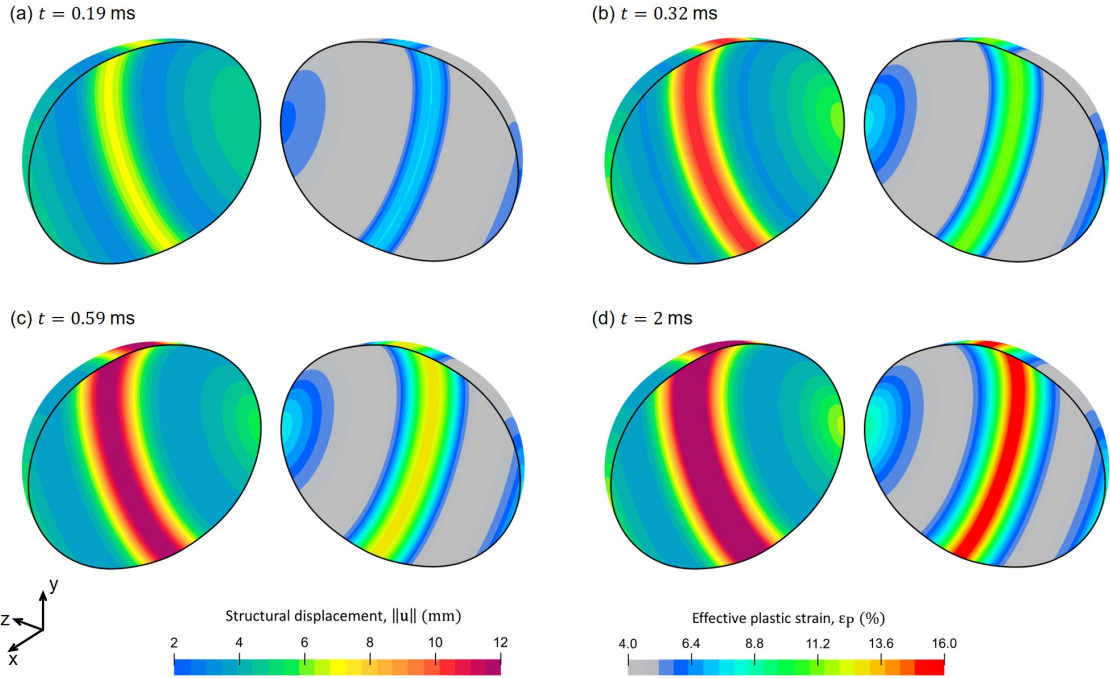 (a) t = 0.19 ms
(b) t = 0.32 ms
(c) t = 0.59 ms
(d) t = 2 ms
y
z
x
Structural displacement, ‖u‖ (mm)
2 4 6 8 10 12
Effective plastic strain, εP (%)
4.0 6.4 8.8 11.2 13.6 16.0